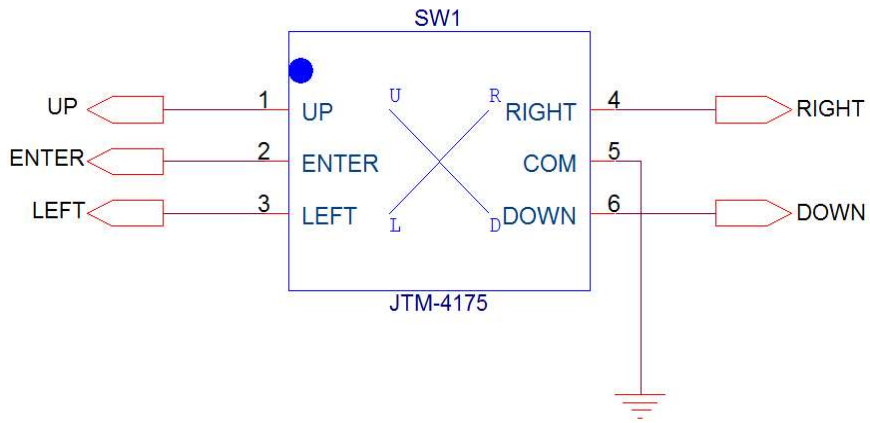 SW1
UP 1 UP U R RIGHT 4 RIGHT
ENTER 2 ENTER COM 5
LEFT 3 LEFT L D DOWN 6 DOWN
JTM-4175